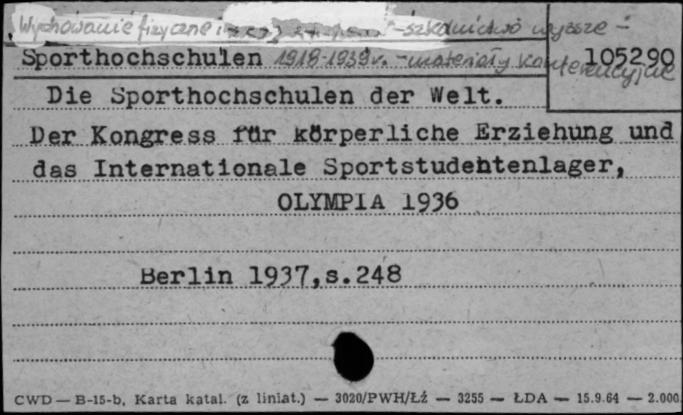 Wychowanie fizyczne i -szkolnictwo wyższe -
Sporthochschulen 1918-1939 r. - materiały konferencyjne
105290
Die Sporthochschulen der Welt.
Der Kongress für körperliche Erziehung und
das Internationale Sportstudentenlager,
OLYMPIA 1936
Berlin 1937,s.248
CWD — B-15-b, Karta katal. (z liniat.) — 3020/PWH/Łź — 3255 — ŁDA — 15.9.64 — 2.000.